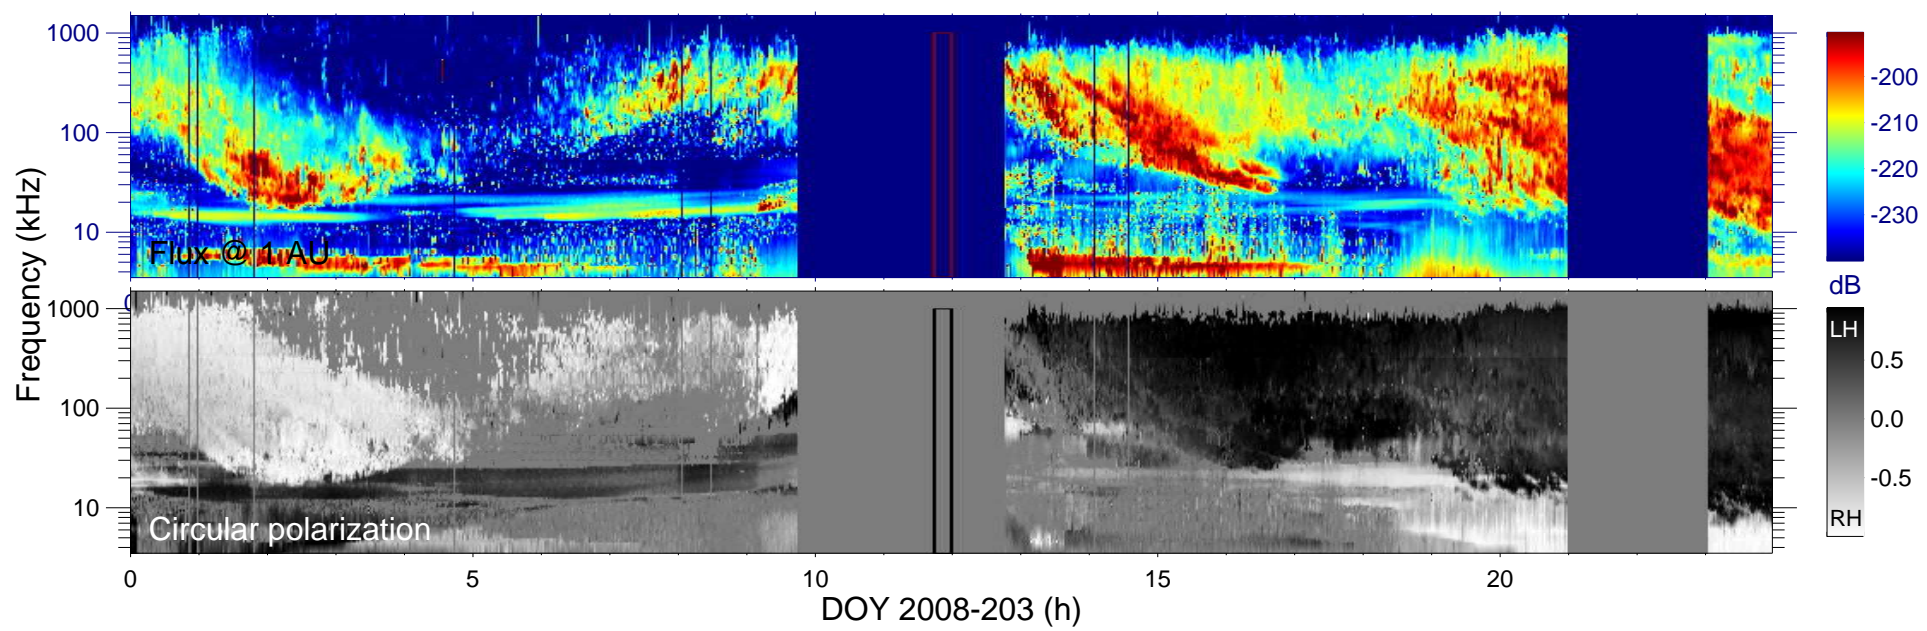 1000
100
10
Flux @ 1 AU
0
-200
-210
-220
-230
dB
Frequency (kHz)
1000
100
10
Circular polarization
LH
0.5
0.0
-0.5
RH
0
5
10
15
20
DOY 2008-203 (h)